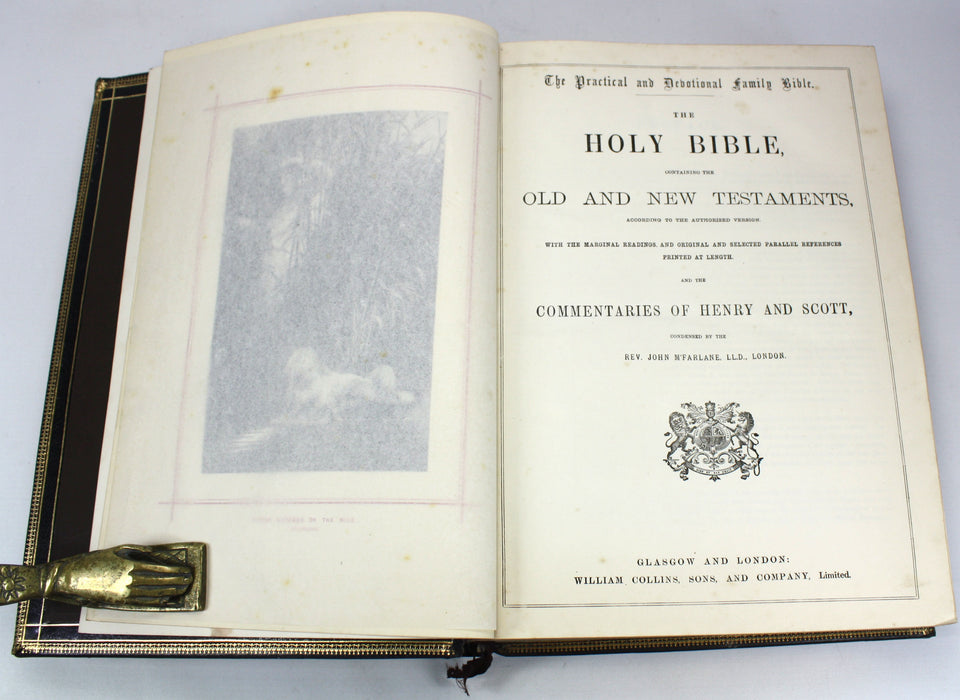 ON THE NILE.
The Practical and Devotional Family Bible.
THE
HOLY BIBLE,
CONTAINING THE
OLD AND NEW TESTAMENTS,
ACCORDING TO THE AUTHORISED VERSION.
WITH THE MARGINAL READINGS, AND ORIGINAL AND SELECTED PARALLEL REFERENCES
PRINTED AT LENGTH.
AND THE
COMMENTARIES OF HENRY AND SCOTT,
CONDENSED BY THE
REV. JOHN M'FARLANE, LL.D., LONDON.
GLASGOW AND LONDON:
WILLIAM COLLINS, SONS, AND COMPANY, Limited.